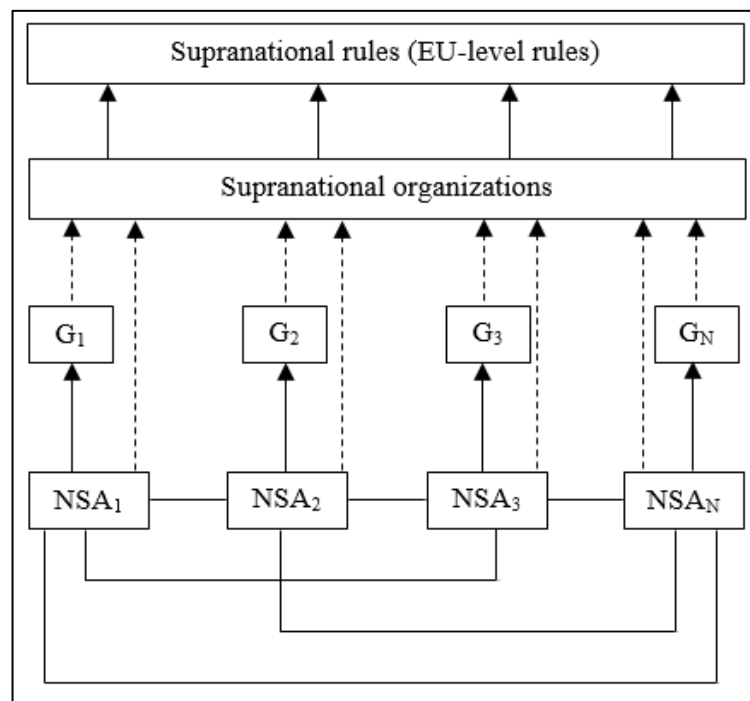 Supranational rules (EU-level rules)
Supranational organizations
G₁ G₂ G₃ G_N
NSA₁ NSA₂ NSA₃ NSA_N